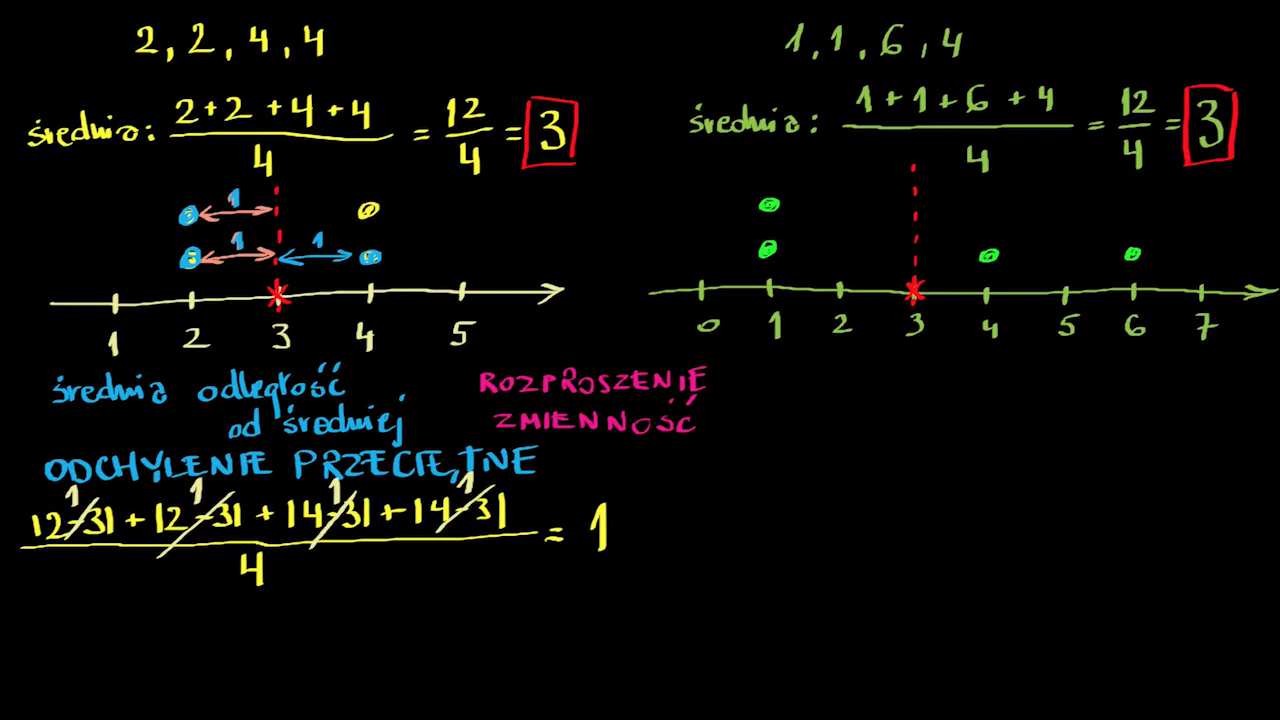 2, 2, 4, 4
średnia: 2+2+4+4 / 4 = 12/4 = 3
1 1 1
1 2 3 4 5
średnia odległość
od średniej
ODCHYLENIE PRZECIĘTNE
1 1 1 1
|2-3| + |2-3| + |4-3| + |4-3| / 4 = 1
ROZPROSZENIE
ZMIENNOŚĆ
1, 1, 6, 4
średnia: 1+1+6+4 / 4 = 12/4 = 3
0 1 2 3 4 5 6 7